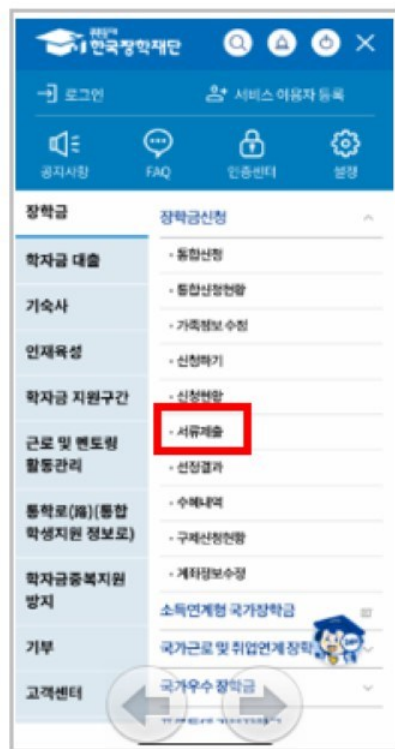 한국장학재단
로그인
서비스 이용자 등록
공지사항
FAQ
인증센터
설정
장학금
학자금 대출
기숙사
인재육성
학자금 지원구간
근로 및 멘토링
활동관리
통학로(路)(통합
학생지원 정보로)
학자금중복지원
방지
기부
고객센터
장학금신청
· 통합신청
· 통합신청현황
· 가족정보 수정
· 신청하기
· 신청현황
· 서류제출
· 선정결과
· 수혜내역
· 구제신청현황
· 계좌정보수정
소득연계형 국가장학금
국가근로 및 취업연계 장학
국가우수 장학금